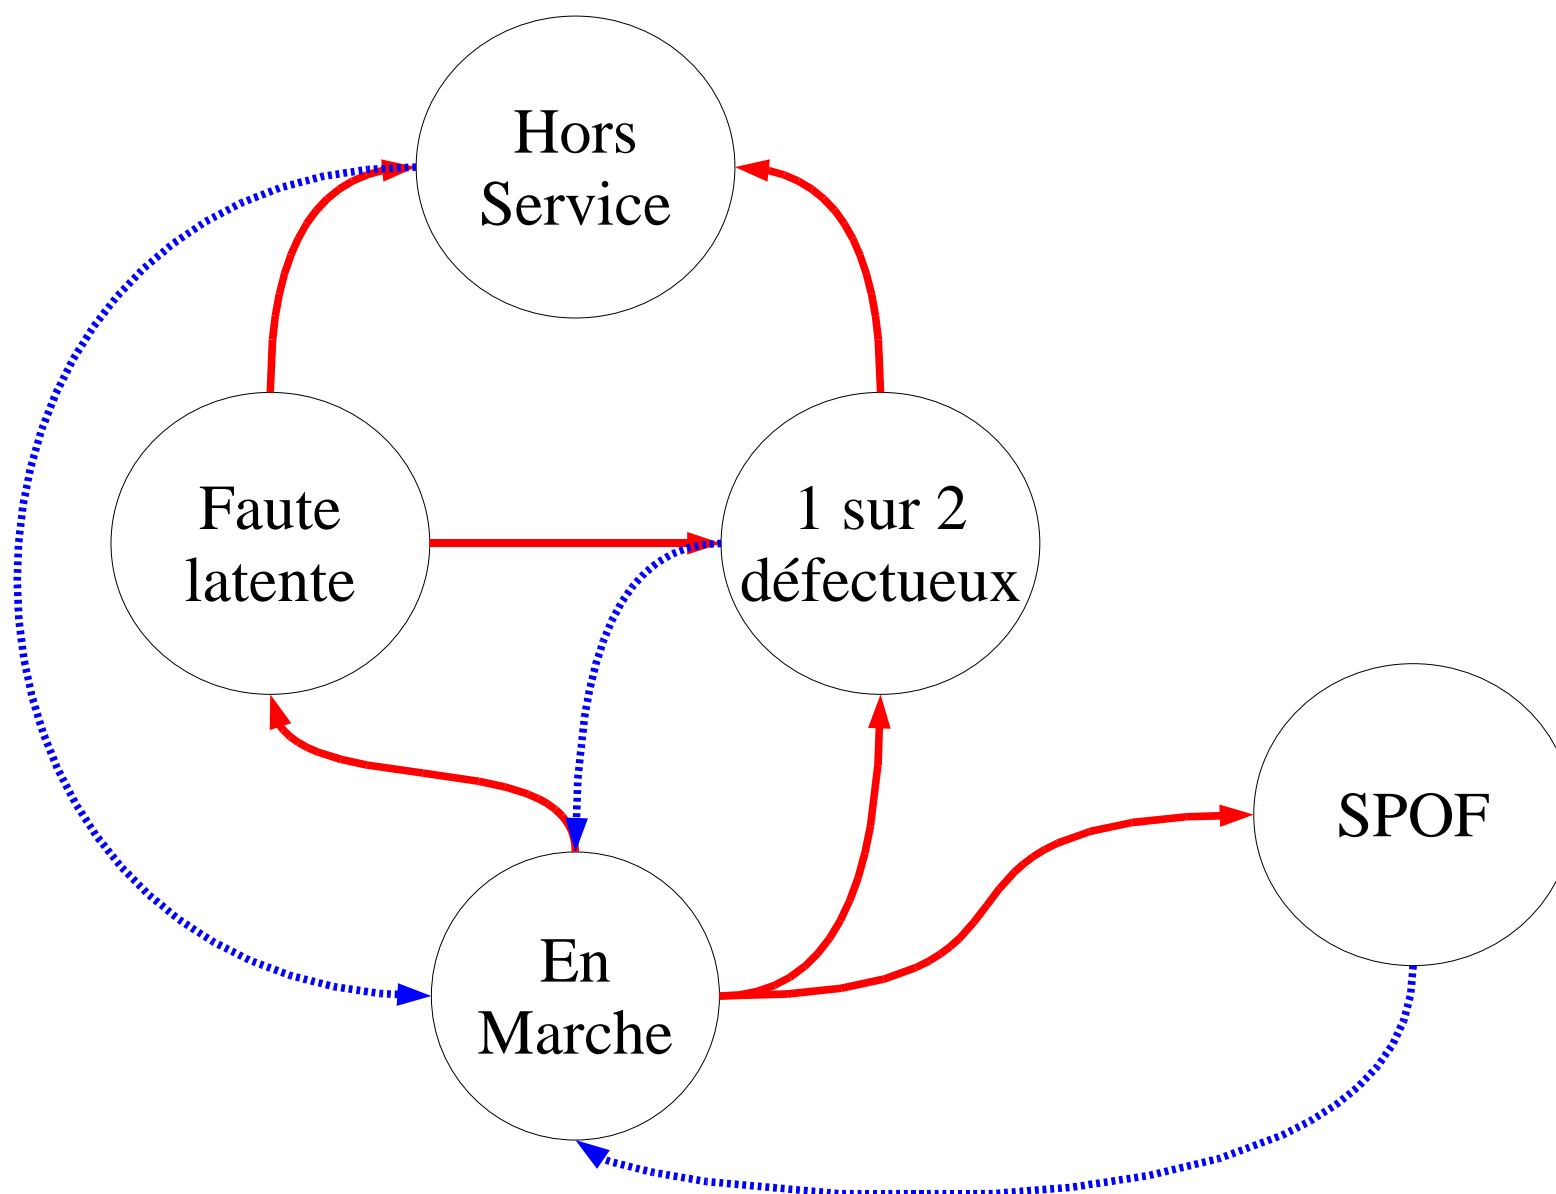 Hors
Service
Faute
latente
1 sur 2
défectueux
SPOF
En
Marche